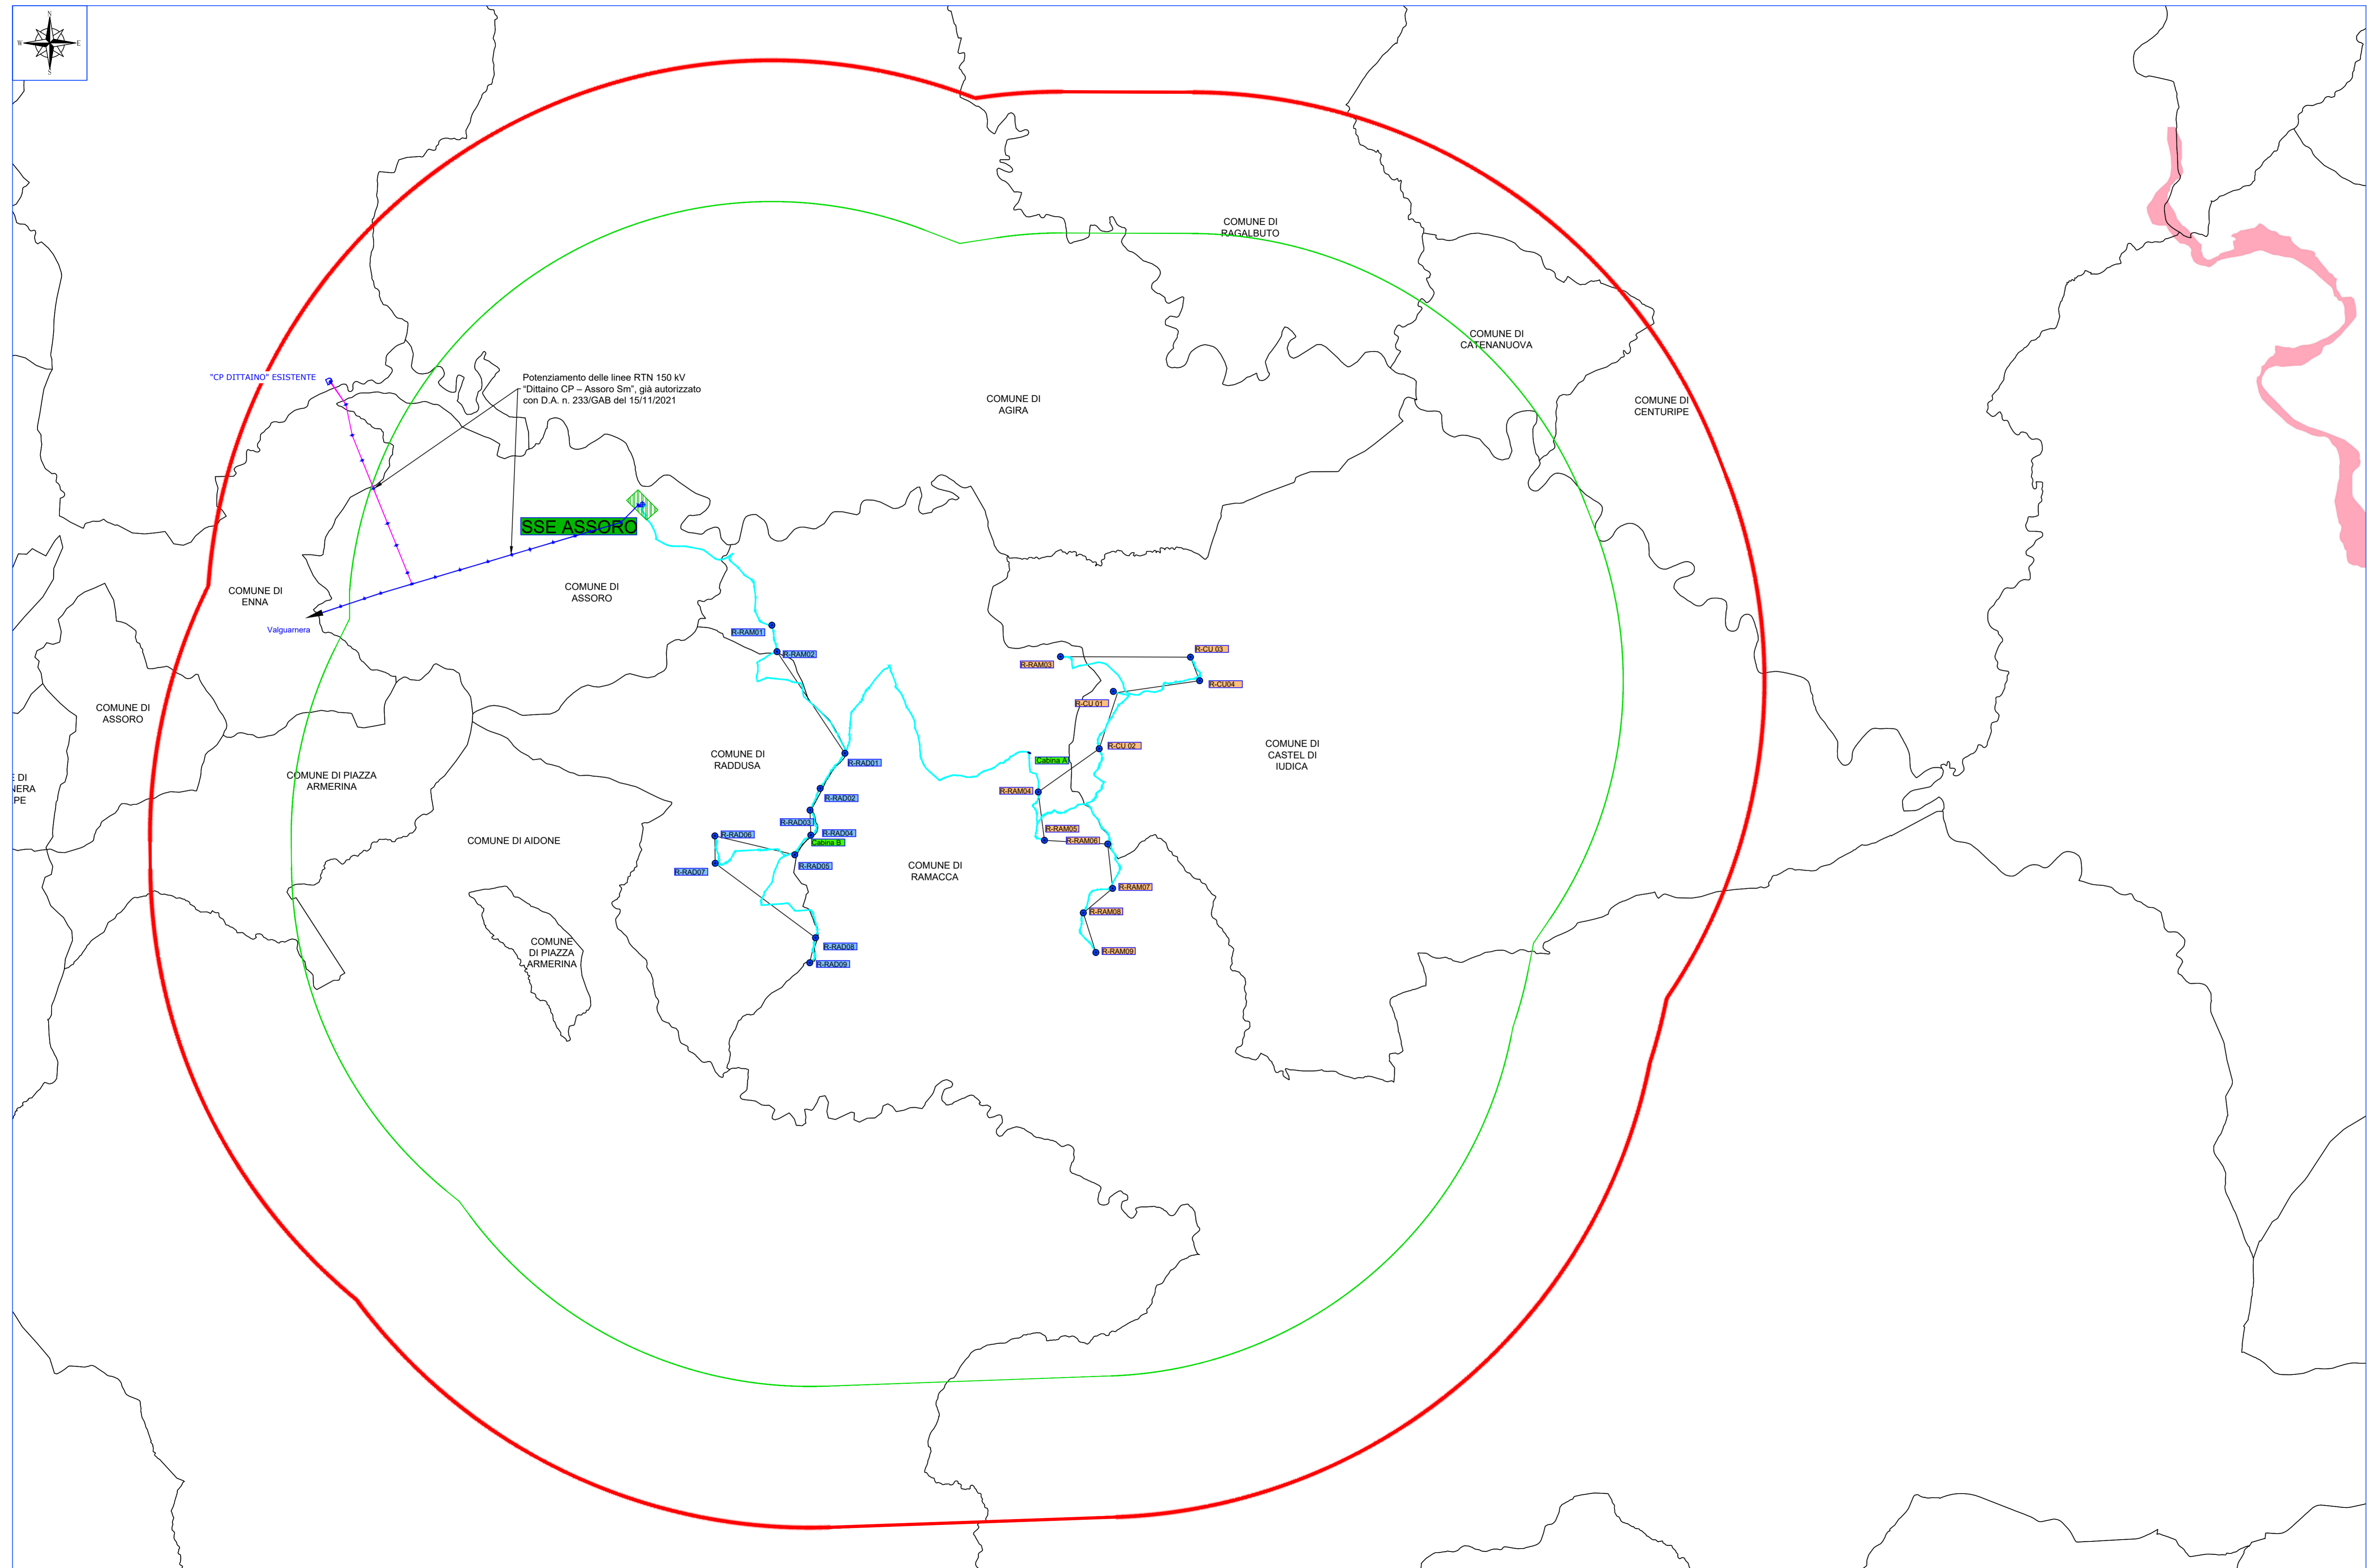 N
W
E
S
COMUNE DI
RAGALBUTO
COMUNE DI
CATENANUOVA
"CP DITTAINO" ESISTENTE
Potenziamento delle linee RTN 150 kV
“Dittaino CP – Assoro Sm”, già autorizzato
con D.A. n. 233/GAB del 15/11/2021
COMUNE DI
AGIRA
COMUNE DI
CENTURIPE
SSE ASSORO
COMUNE DI
ENNA
COMUNE DI
ASSORO
Valguarnera
R-RAM01
R-RAM02
R-RAM03
R-CU 03
R-CU04
R-CU 01
COMUNE DI
ASSORO
R-CU 02
COMUNE DI
RADDUSA
R-RAD01
Cabina A
COMUNE DI
CASTEL DI
IUDICA
E DI
NERA
PE
COMUNE DI PIAZZA
ARMERINA
R-RAM04
R-RAD02
R-RAD03
R-RAD04
R-RAD06
Cabina B
R-RAM05
R-RAM06
COMUNE DI AIDONE
R-RAD05
R-RAD07
COMUNE DI
RAMACCA
R-RAM07
R-RAM08
COMUNE
DI PIAZZA
ARMERINA
R-RAD08
R-RAD09
R-RAM09